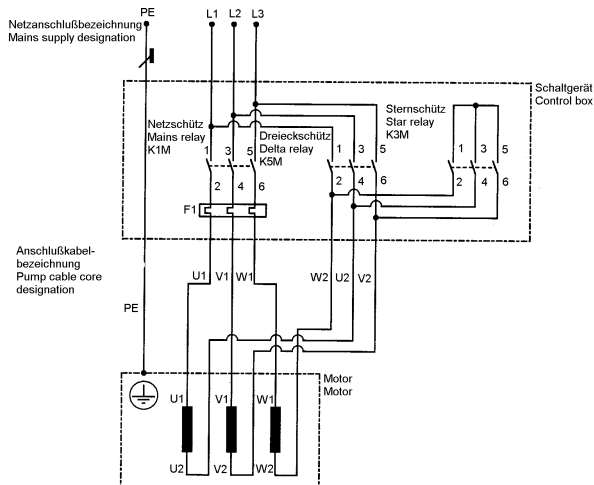 PE L1 L2 L3
Netzanschlußbezeichnung
Mains supply designation
Schaltgerät
Control box
Netzschütz
Mains relay
K1M
Dreieckschütz
Delta relay
K5M
Sternschütz
Star relay
K3M
1 3 5
2 4 6
1 3 5
2 4 6
1 3 5
2 4 6
F1
Anschlußkabel-
bezeichnung
Pump cable core
designation
U1 V1 W1 W2 U2 V2
PE
Motor
Motor
U1 V1 W1
U2 V2 W2